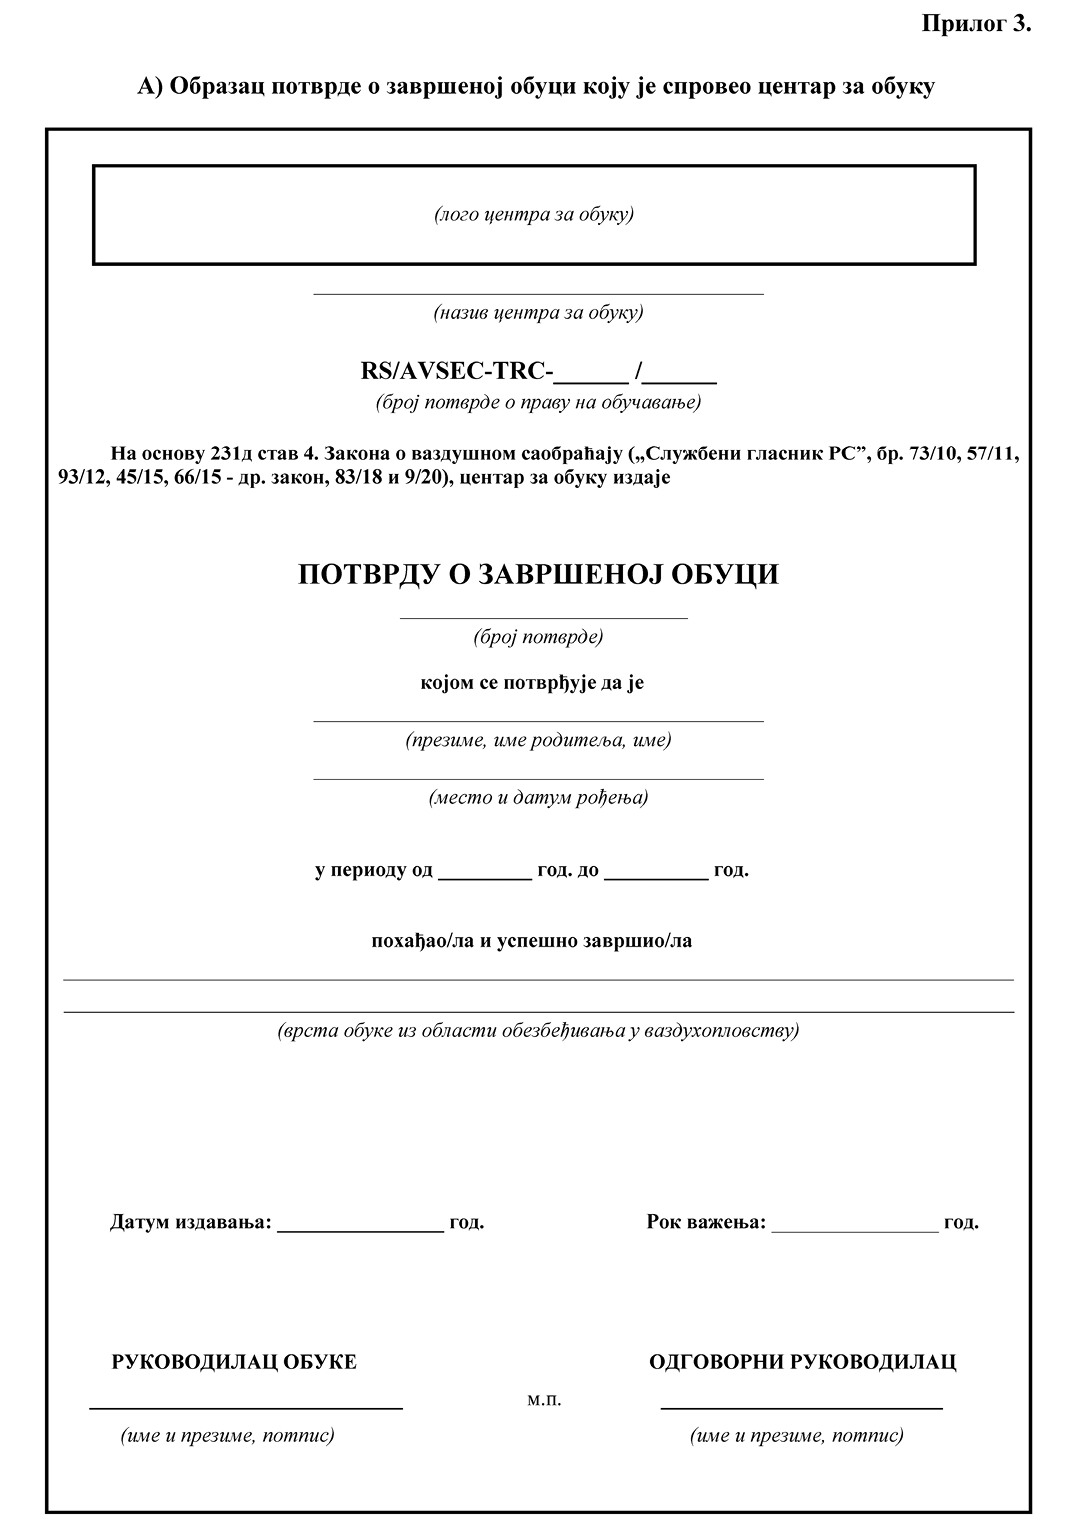 Прилог 3.
А) Образац потврде о завршеној обуци коју је спровео центар за обуку
(лого центра за обуку)
(назив центра за обуку)
RS/AVSEC-TRC-______ /______
(број потврде о праву на обучавање)
На основу 231д став 4. Закона о ваздушном саобраћају („Службени гласник РС”, бр. 73/10, 57/11,
93/12, 45/15, 66/15 - др. закон, 83/18 и 9/20), центар за обуку издаје
ПОТВРДУ О ЗАВРШЕНОЈ ОБУЦИ
(број потврде)
којом се потврђује да је
(презиме, име родитеља, име)
(место и датум рођења)
у периоду од _________ год. до __________ год.
похађао/ла и успешно завршио/ла
(врста обуке из области обезбеђивања у ваздухопловству)
Датум издавања: ________________ год. Рок важења: ________________ год.
РУКОВОДИЛАЦ ОБУКЕ ОДГОВОРНИ РУКОВОДИЛАЦ
м.п.
(име и презиме, потпис) (име и презиме, потпис)